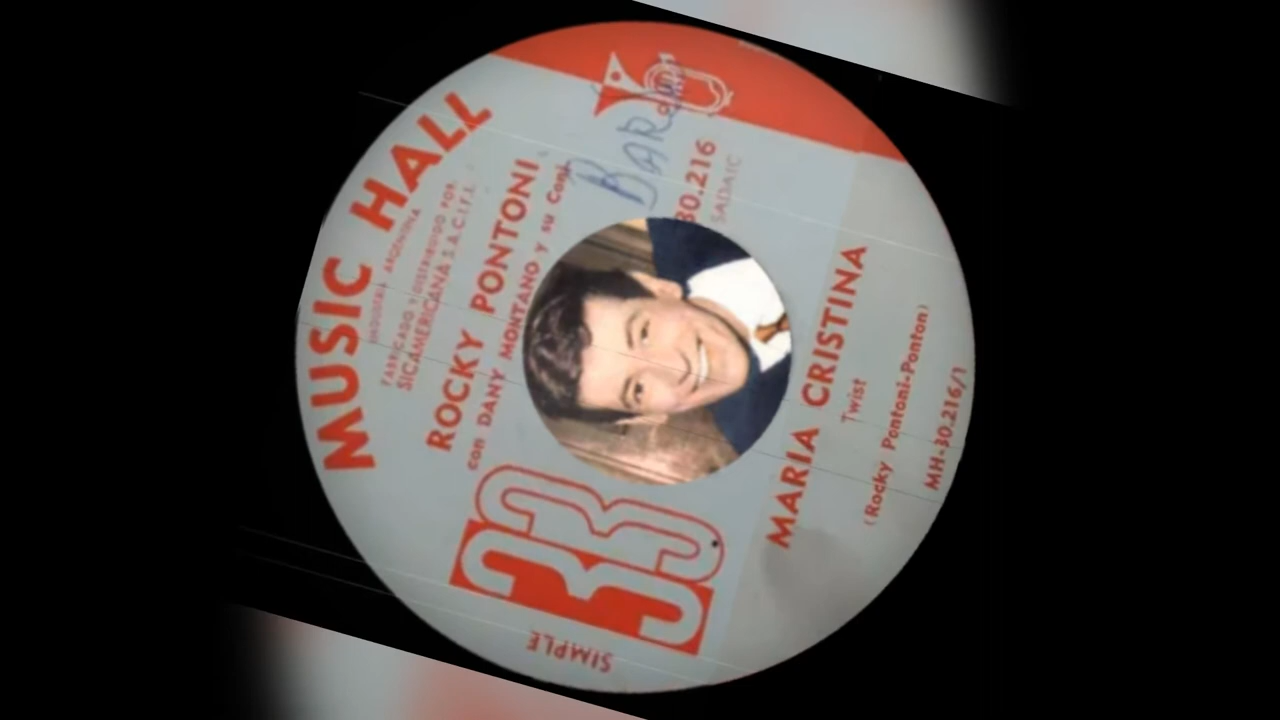 MUSIC HALL
INDUSTRIA ARGENTINA
FABRICADO Y DISTRIBUIDO POR:
SICAMERICANA S.A.C.I.F.I.
ROCKY PONTONI
con DANY MONTANO y su Conj.
33
SIMPLE
30.216
SADAIC
MARIA CRISTINA
Twist
(Rocky Pontoni-Ponton)
MH-30.216/1